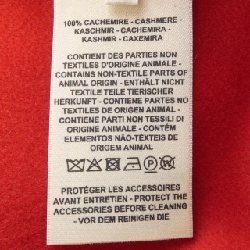 100% CACHEMIRE - CASHMERE
KASCHMIR - CACHEMIRA -
KASHMIR - CAXEMIRA
CONTIENT DES PARTIES NON
TEXTILES D'ORIGINE ANIMALE -
CONTAINS NON-TEXTILE PARTS OF
ANIMAL ORIGIN - ENTHÄLT NICHT
TEXTILE TEILE TIERISCHER
HERKUNFT - CONTIENE PARTES NO
TEXTILES DE ORIGEN ANIMAL -
CONTIENE PARTI NON TESSILI DI
ORIGINE ANIMALE - CONTÉM
ELEMENTOS NÃO-TEXTEIS DE
ORIGEM ANIMAL
P W
PROTÉGER LES ACCESSOIRES
AVANT ENTRETIEN - PROTECT THE
ACCESSORIES BEFORE CLEANING
- VOR DEM REINIGEN DIE